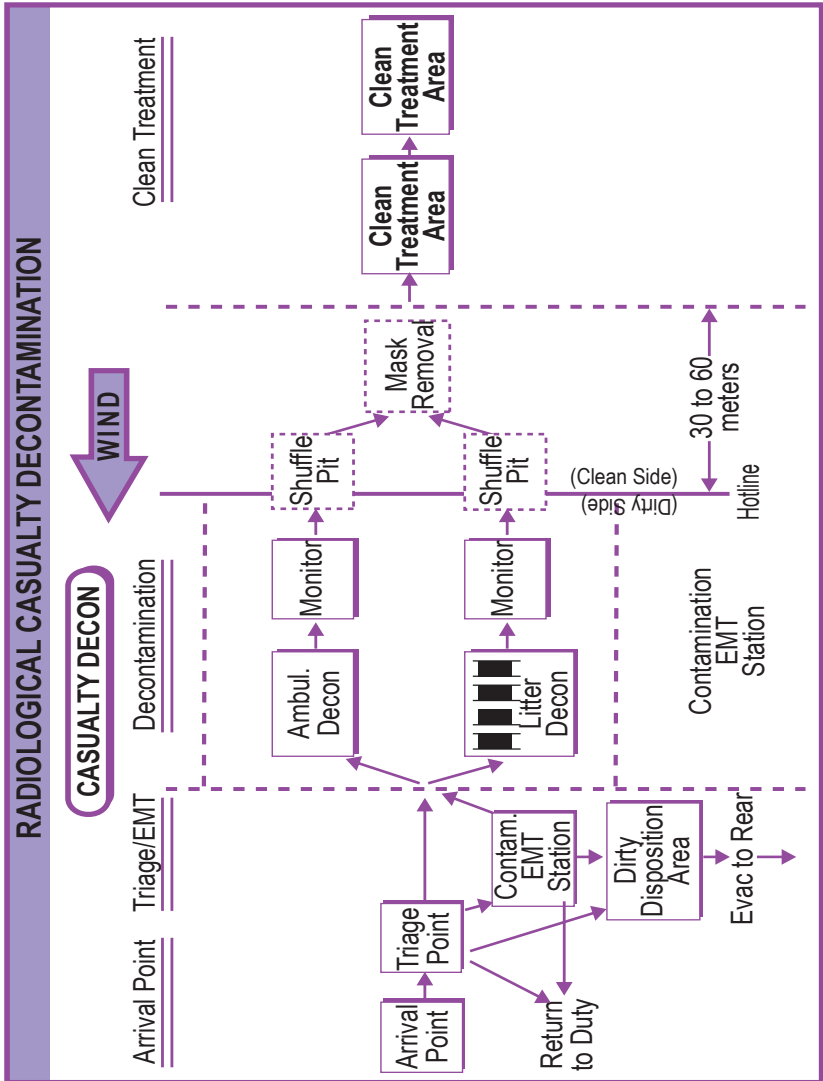 RADIOLOGICAL CASUALTY DECONTAMINATION
CASUALTY DECON
WIND
Arrival Point
Triage/EMT
Decontamination
Clean Treatment
Arrival
Point
Triage
Point
Return
to Duty
Contam.
EMT
Station
Dirty
Disposition
Area
Evac to Rear
Ambul.
Decon
Monitor
Shuffle
Pit
Litter
Decon
Monitor
Shuffle
Pit
Mask
Removal
Clean
Treatment
Area
Clean
Treatment
Area
(Clean Side)
(Dirty Side)
Hotline
30 to 60
meters
Contamination
EMT
Station